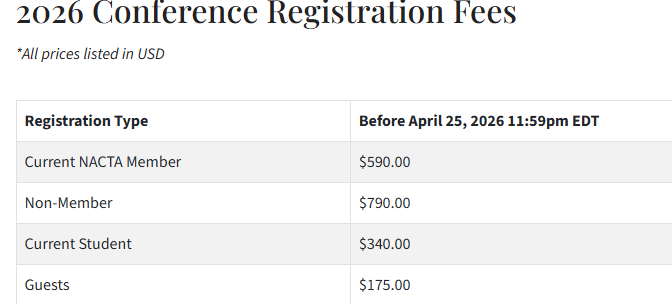 2026 Conference Registration Fees
*All prices listed in USD
Registration Type Before April 25, 2026 11:59pm EDT
Current NACTA Member $590.00
Non-Member $790.00
Current Student $340.00
Guests $175.00